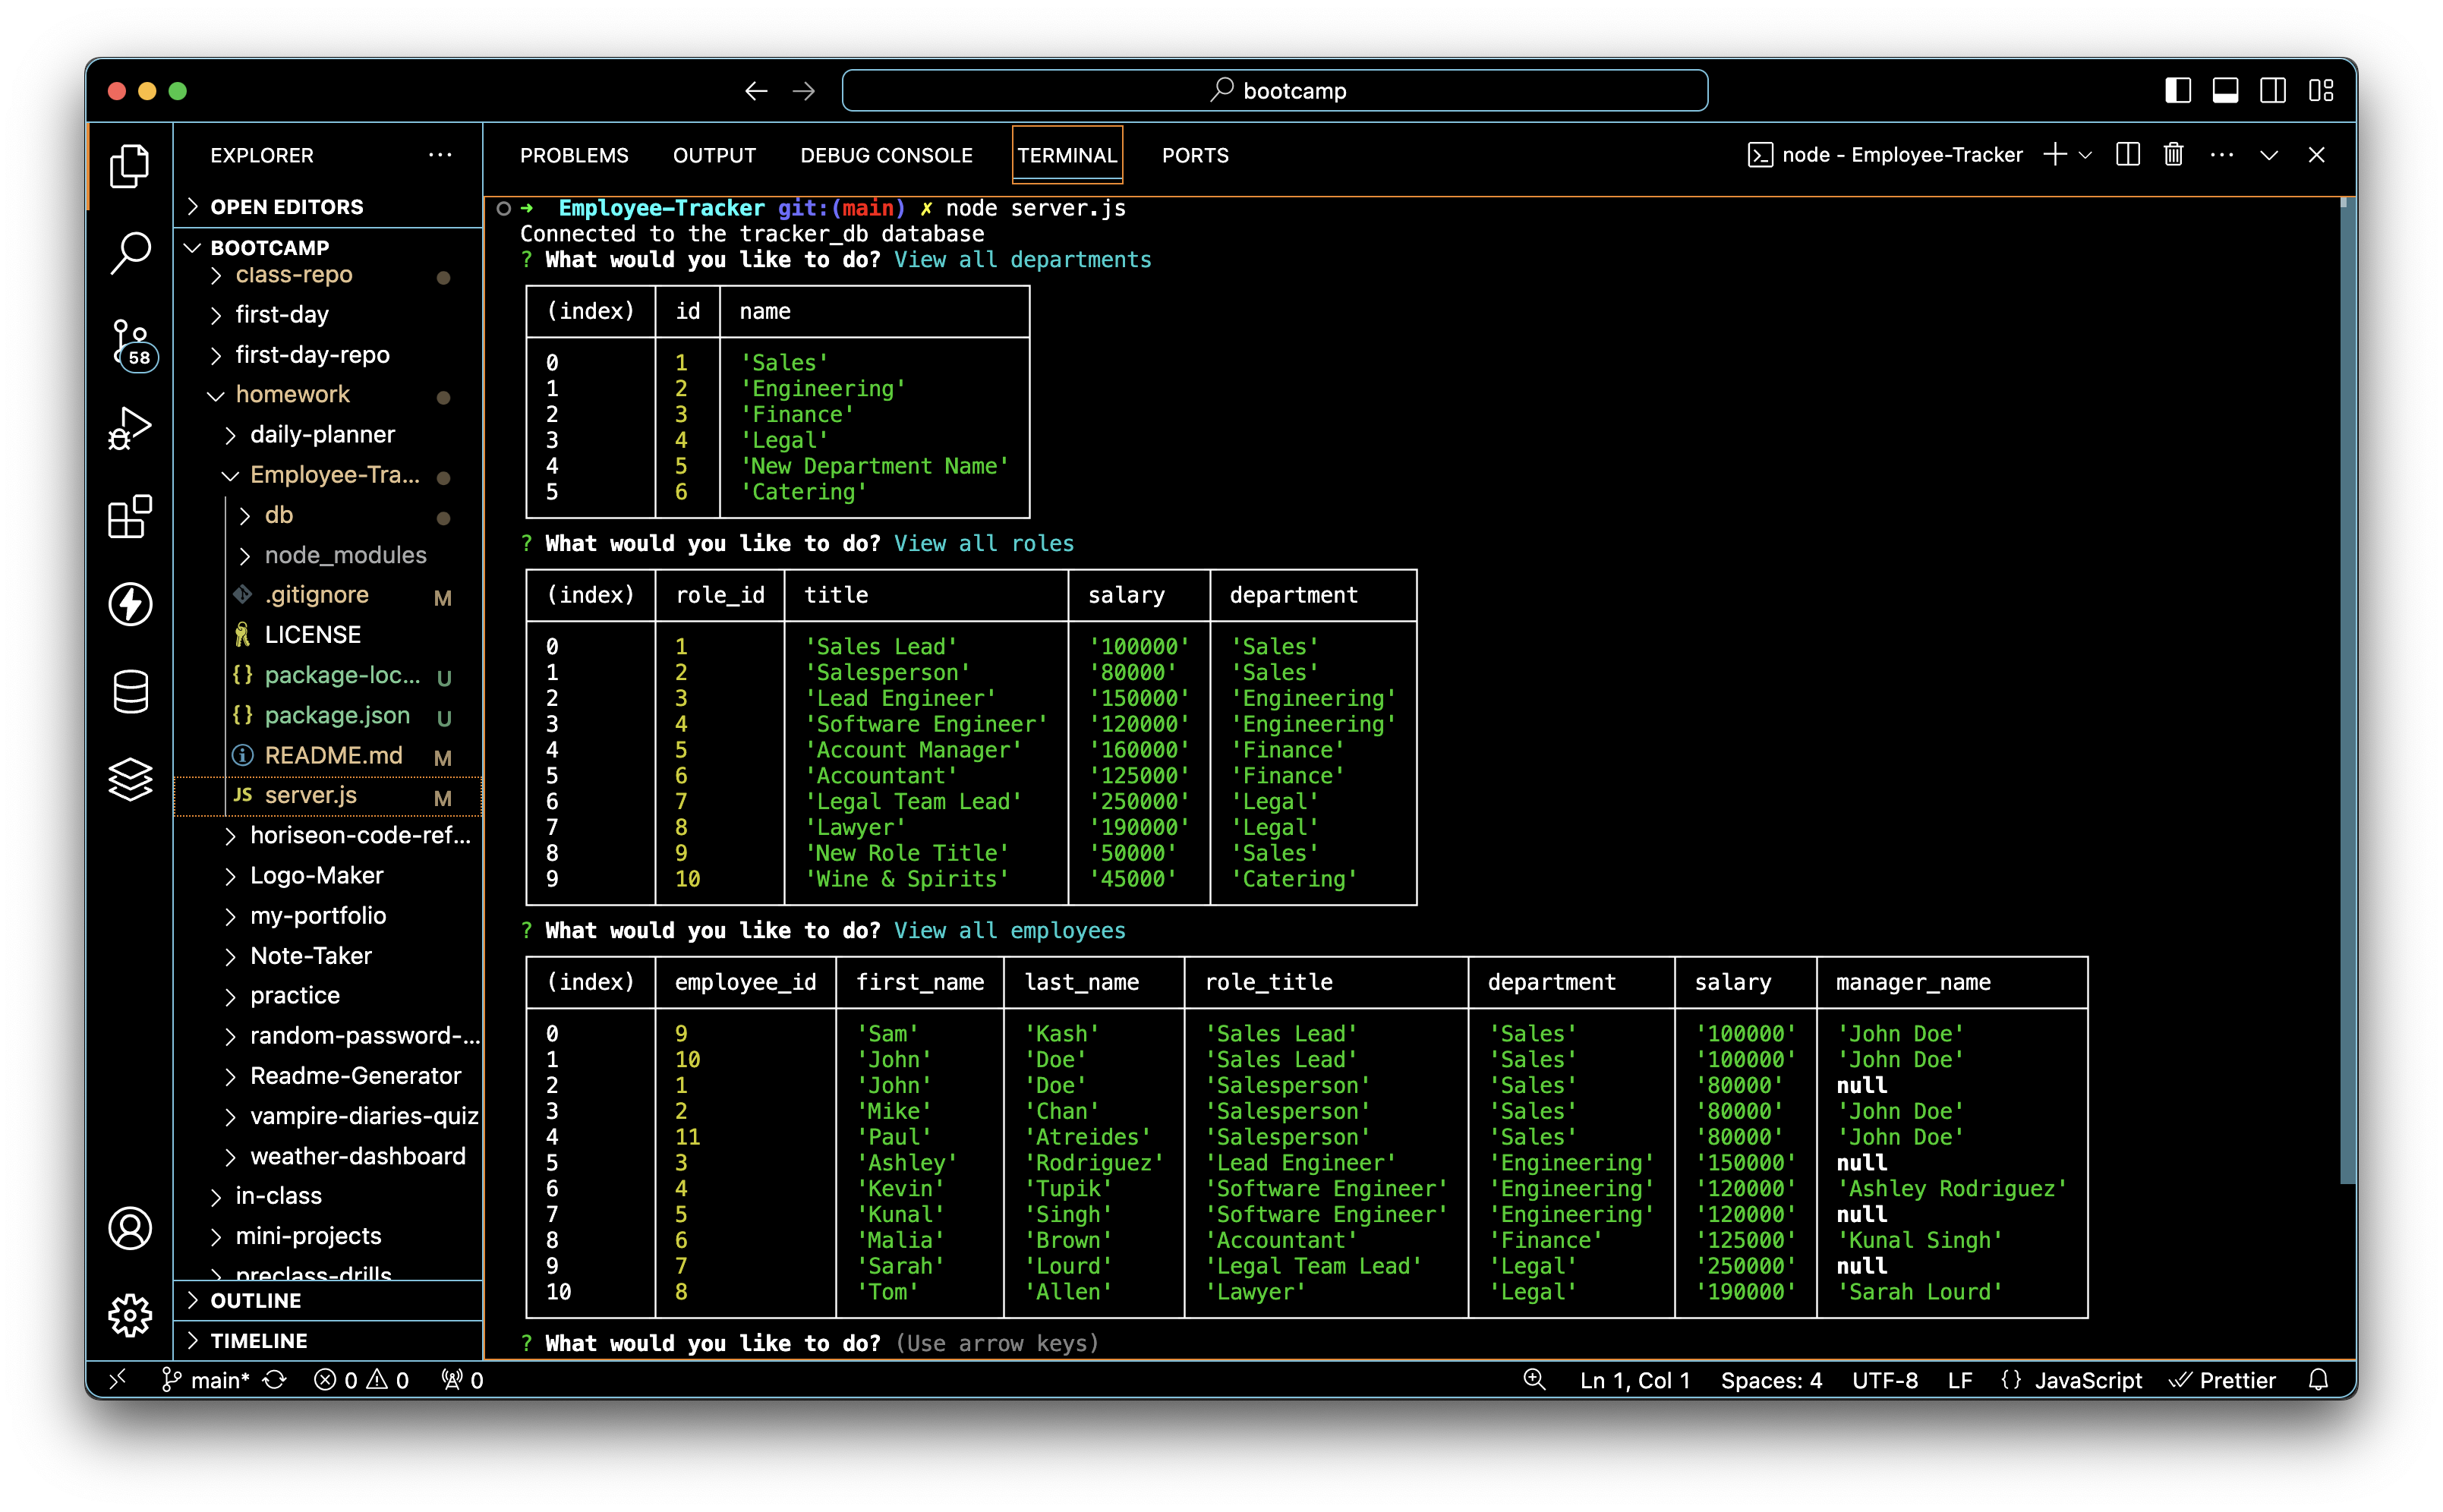 bootcamp
EXPLORER
OPEN EDITORS
BOOTCAMP
class-repo
first-day
first-day-repo
homework
daily-planner
Employee-Tra...
db
node_modules
.gitignore M
LICENSE
{} package-loc... U
{} package.json U
README.md M
JS server.js M
horiseon-code-ref...
Logo-Maker
my-portfolio
Note-Taker
practice
random-password-...
Readme-Generator
vampire-diaries-quiz
weather-dashboard
in-class
mini-projects
preclass-drills
OUTLINE
TIMELINE
58
PROBLEMS OUTPUT DEBUG CONSOLE TERMINAL PORTS node - Employee-Tracker
➜ Employee-Tracker git:(main) ✗ node server.js
Connected to the tracker_db database
? What would you like to do? View all departments
(index) id name
0 1 'Sales'
1 2 'Engineering'
2 3 'Finance'
3 4 'Legal'
4 5 'New Department Name'
5 6 'Catering'
? What would you like to do? View all roles
(index) role_id title salary department
0 1 'Sales Lead' '100000' 'Sales'
1 2 'Salesperson' '80000' 'Sales'
2 3 'Lead Engineer' '150000' 'Engineering'
3 4 'Software Engineer' '120000' 'Engineering'
4 5 'Account Manager' '160000' 'Finance'
5 6 'Accountant' '125000' 'Finance'
6 7 'Legal Team Lead' '250000' 'Legal'
7 8 'Lawyer' '190000' 'Legal'
8 9 'New Role Title' '50000' 'Sales'
9 10 'Wine & Spirits' '45000' 'Catering'
? What would you like to do? View all employees
(index) employee_id first_name last_name role_title department salary manager_name
0 9 'Sam' 'Kash' 'Sales Lead' 'Sales' '100000' 'John Doe'
1 10 'John' 'Doe' 'Sales Lead' 'Sales' '100000' 'John Doe'
2 1 'John' 'Doe' 'Salesperson' 'Sales' '80000' null
3 2 'Mike' 'Chan' 'Salesperson' 'Sales' '80000' 'John Doe'
4 11 'Paul' 'Atreides' 'Salesperson' 'Sales' '80000' 'John Doe'
5 3 'Ashley' 'Rodriguez' 'Lead Engineer' 'Engineering' '150000' null
6 4 'Kevin' 'Tupik' 'Software Engineer' 'Engineering' '120000' 'Ashley Rodriguez'
7 5 'Kunal' 'Singh' 'Software Engineer' 'Engineering' '120000' null
8 6 'Malia' 'Brown' 'Accountant' 'Finance' '125000' 'Kunal Singh'
9 7 'Sarah' 'Lourd' 'Legal Team Lead' 'Legal' '250000' null
10 8 'Tom' 'Allen' 'Lawyer' 'Legal' '190000' 'Sarah Lourd'
? What would you like to do? (Use arrow keys)
main* 0 0 0 Ln 1, Col 1 Spaces: 4 UTF-8 LF {} JavaScript Prettier